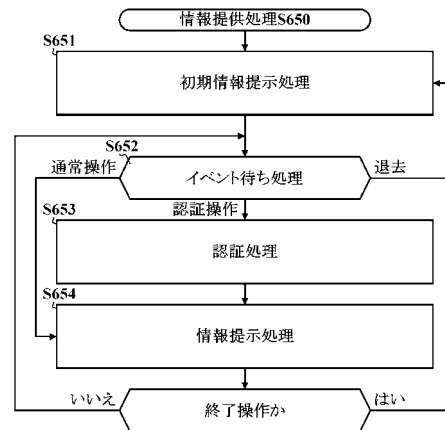 情報提供処理S650
S651
初期情報提示処理
S652
通常操作
イベント待ち処理
退去
認証操作
S653
認証処理
S654
情報提示処理
いいえ
終了操作か
はい